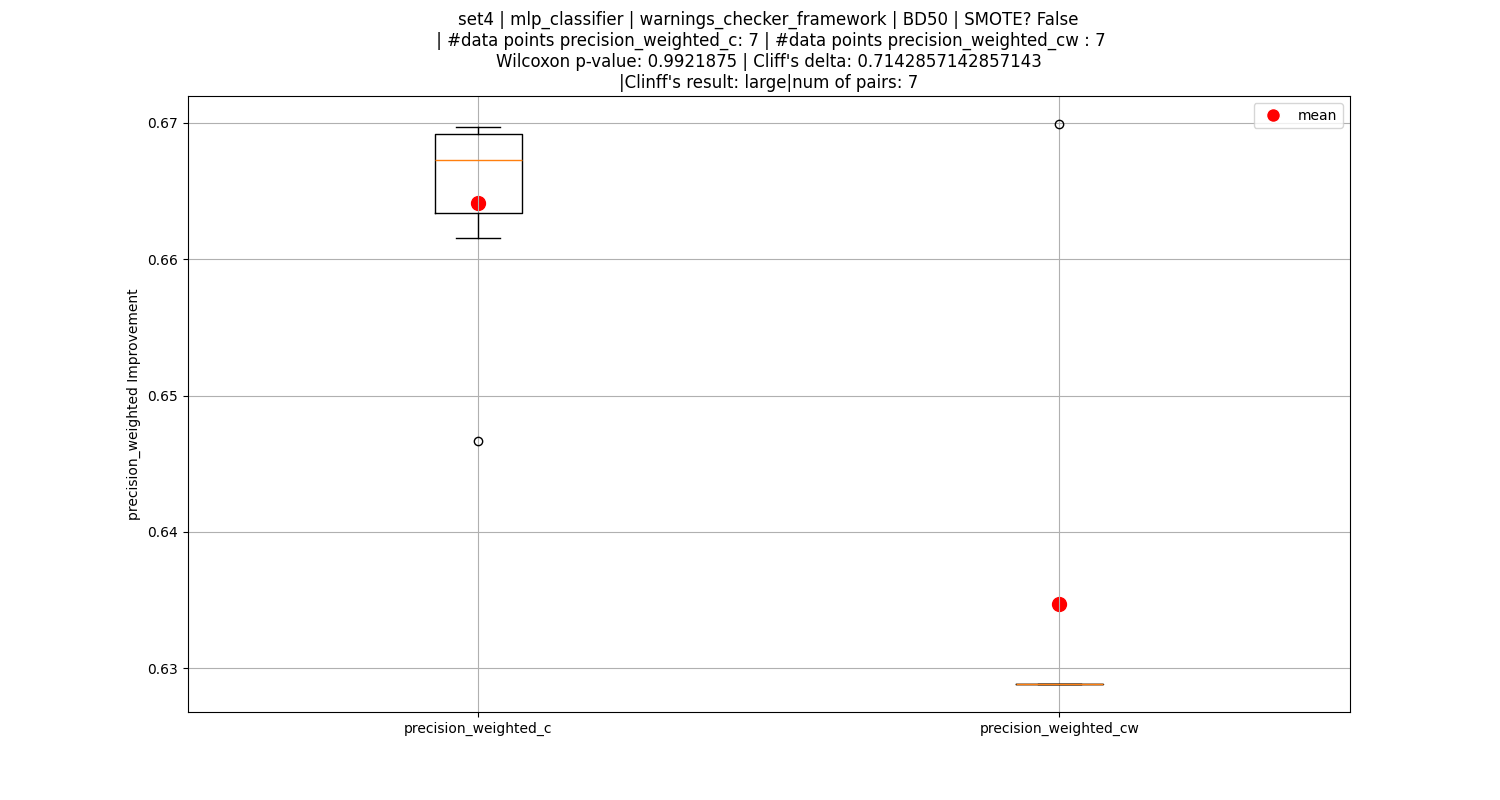 set4 | mlp_classifier | warnings_checker_framework | BD50 | SMOTE? False
| #data points precision_weighted_c: 7 | #data points precision_weighted_cw : 7
Wilcoxon p-value: 0.9921875 | Cliff's delta: 0.7142857142857143
|Clinff's result: large|num of pairs: 7
mean
0.67
0.66
0.65
0.64
0.63
precision_weighted Improvement
precision_weighted_c
precision_weighted_cw